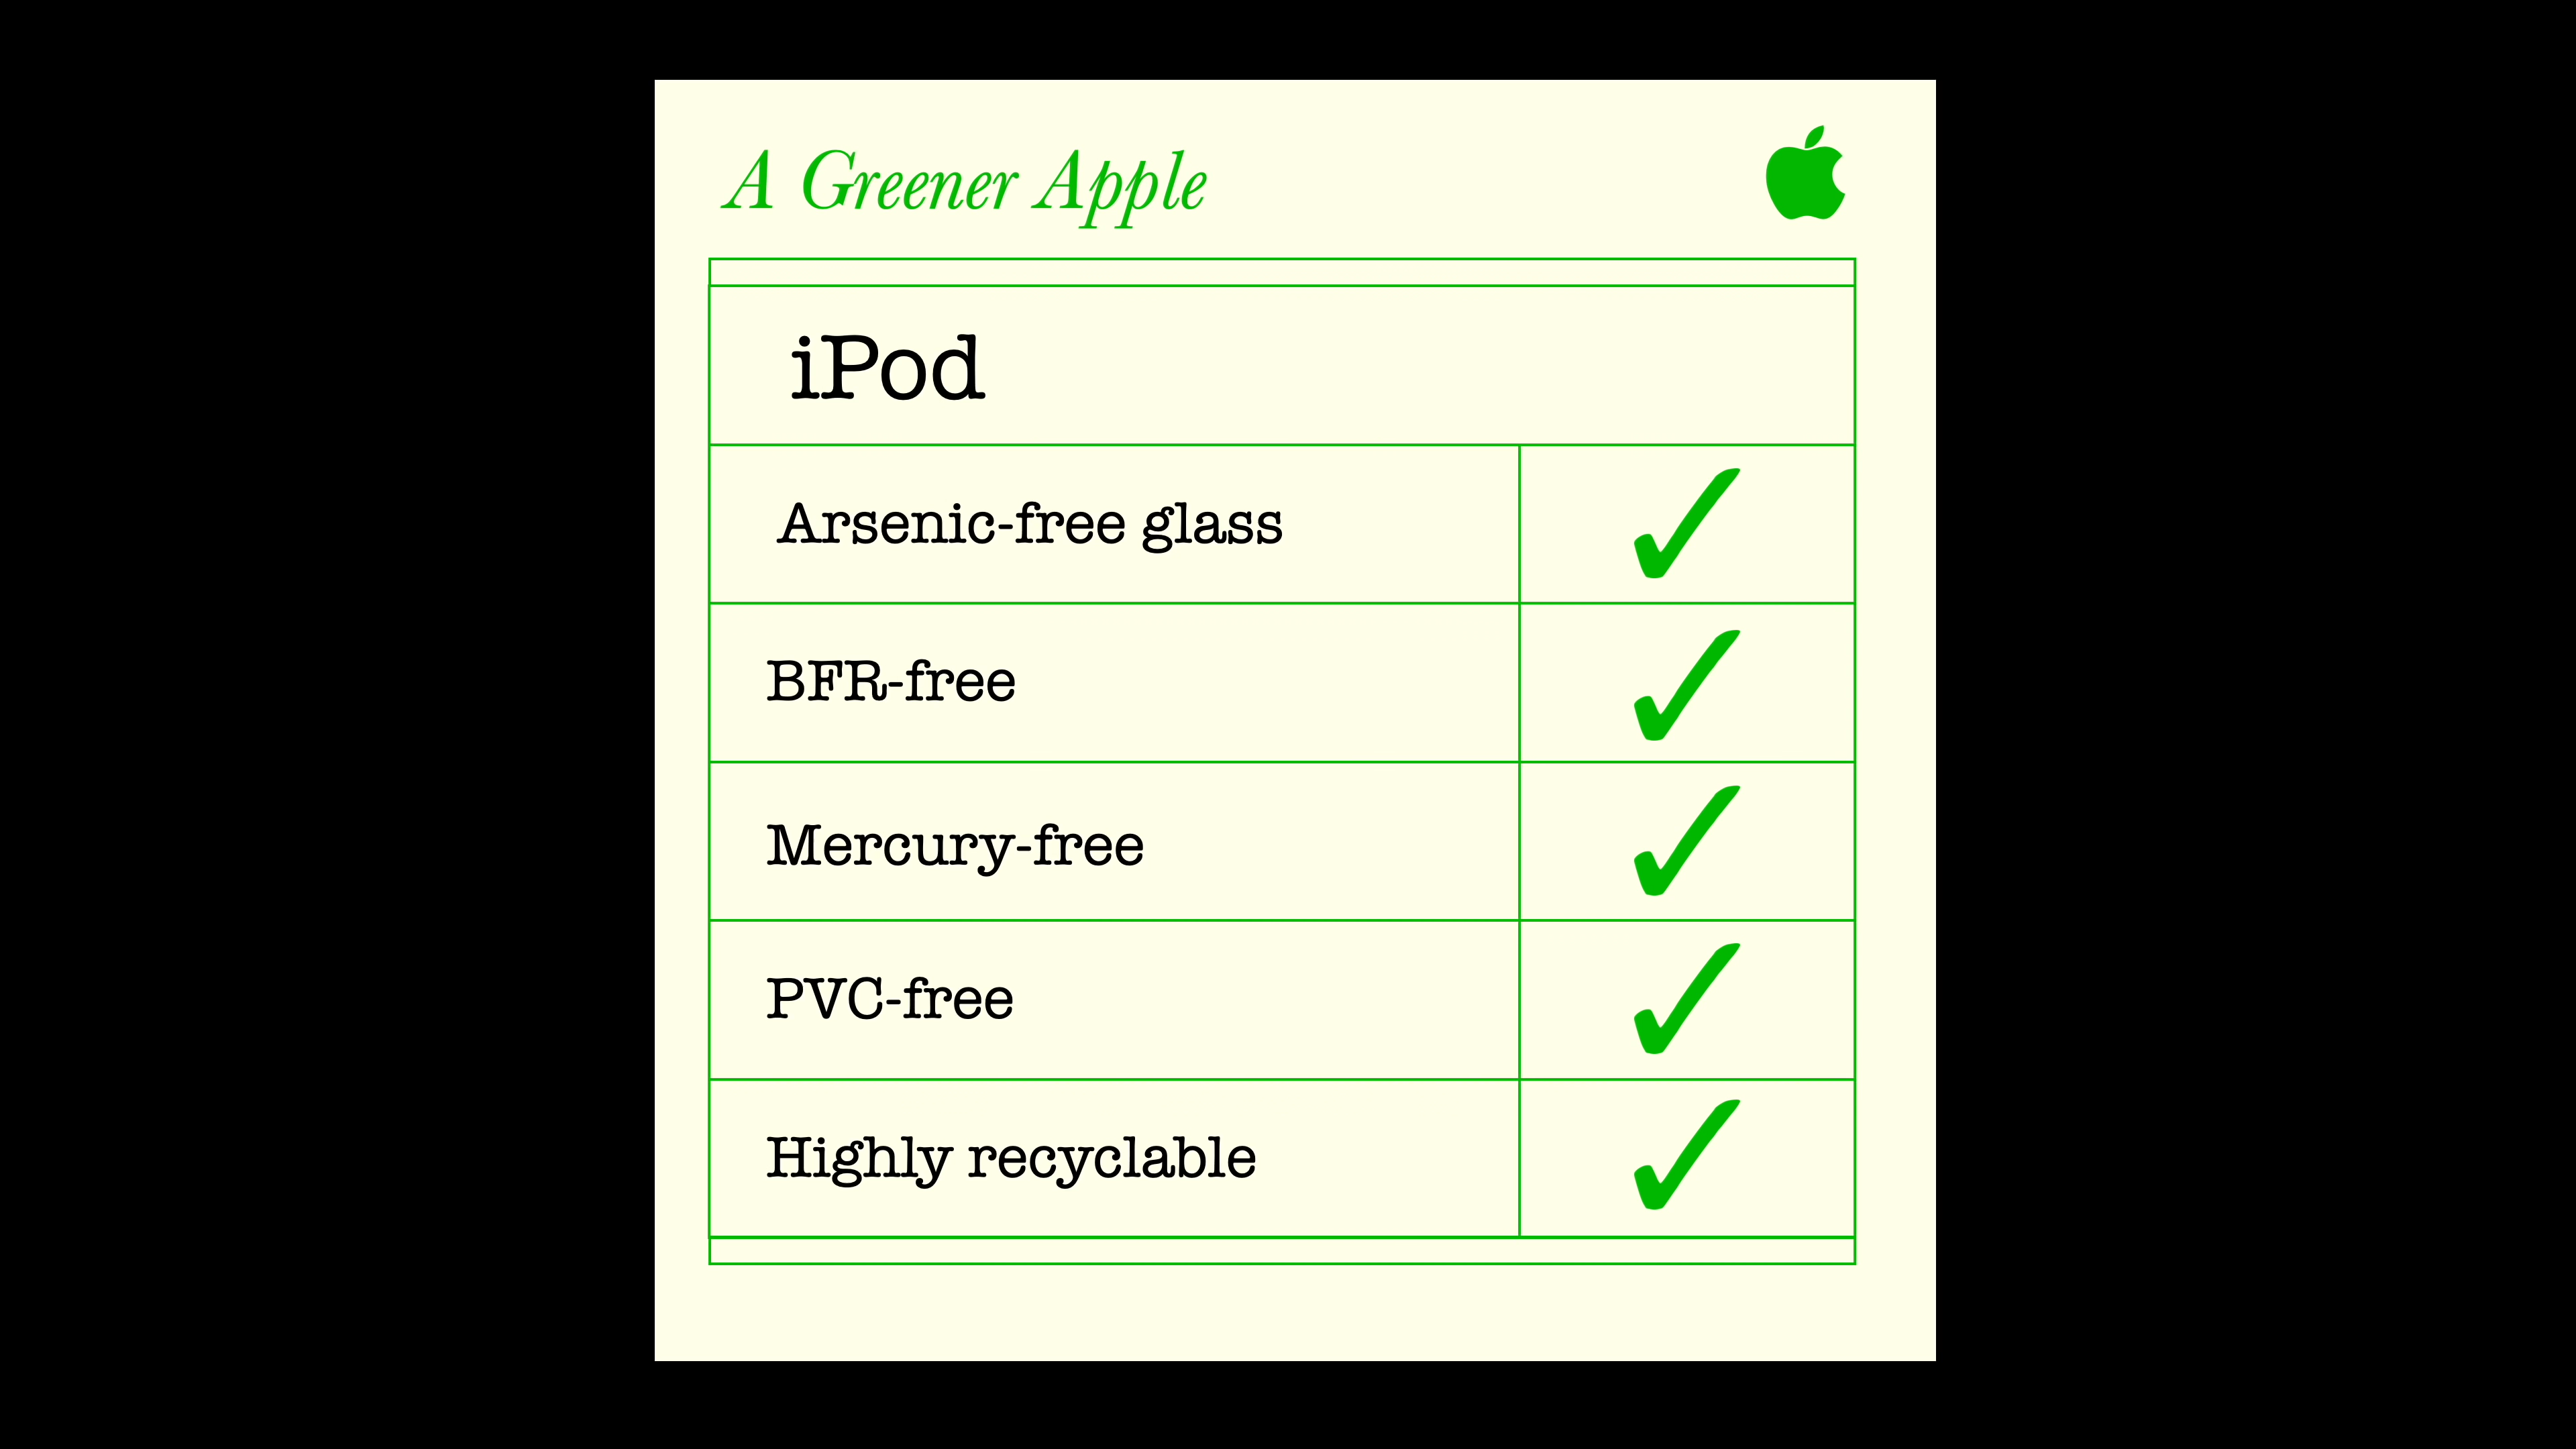 A Greener Apple
iPod
Arsenic-free glass ✓
BFR-free ✓
Mercury-free ✓
PVC-free ✓
Highly recyclable ✓